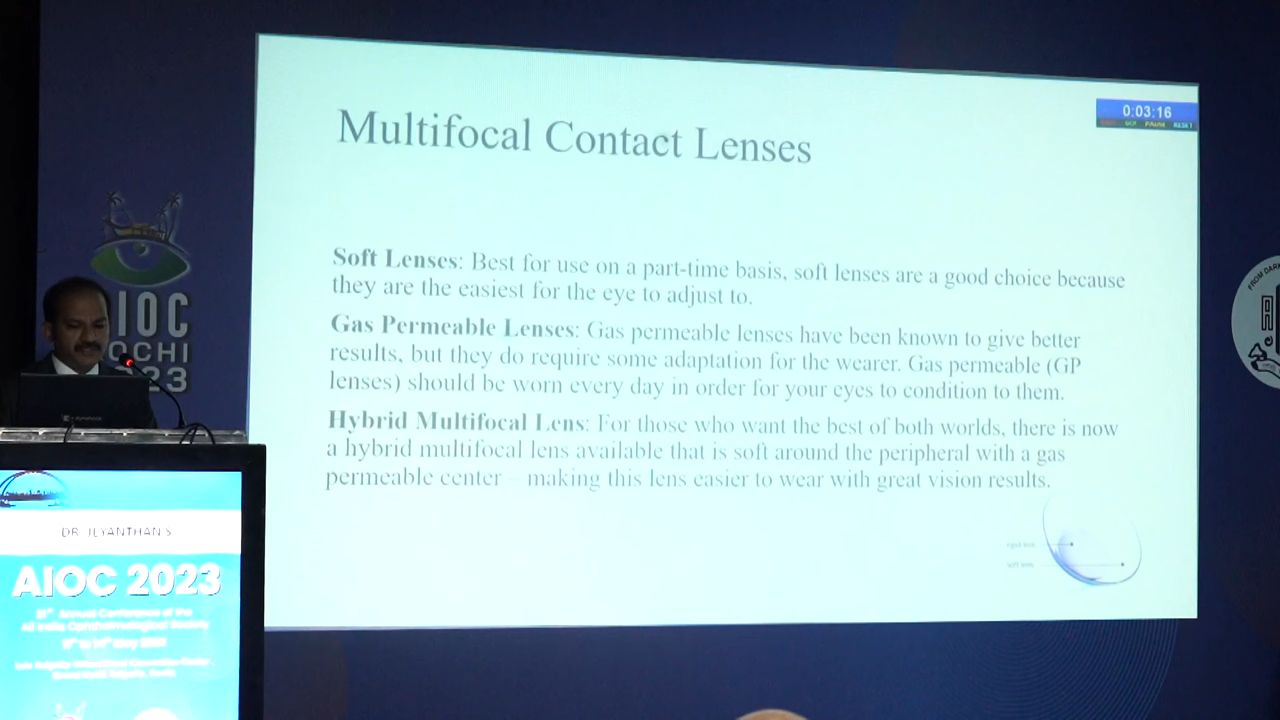 0:03:16
PAUSE RESET
Multifocal Contact Lenses
Soft Lenses: Best for use on a part-time basis, soft lenses are a good choice because
they are the easiest for the eye to adjust to.
Gas Permeable Lenses: Gas permeable lenses have been known to give better
results, but they do require some adaptation for the wearer. Gas permeable (GP
lenses) should be worn every day in order for your eyes to condition to them.
Hybrid Multifocal Lens: For those who want the best of both worlds, there is now
a hybrid multifocal lens available that is soft around the peripheral with a gas
permeable center – making this lens easier to wear with great vision results.
rigid lens
soft lens
IOC
OCHI
23
FROM DARK
DR. JEYANTHAN S
AIOC 2023
81st Annual Conference of the
All India Ophthalmological Society